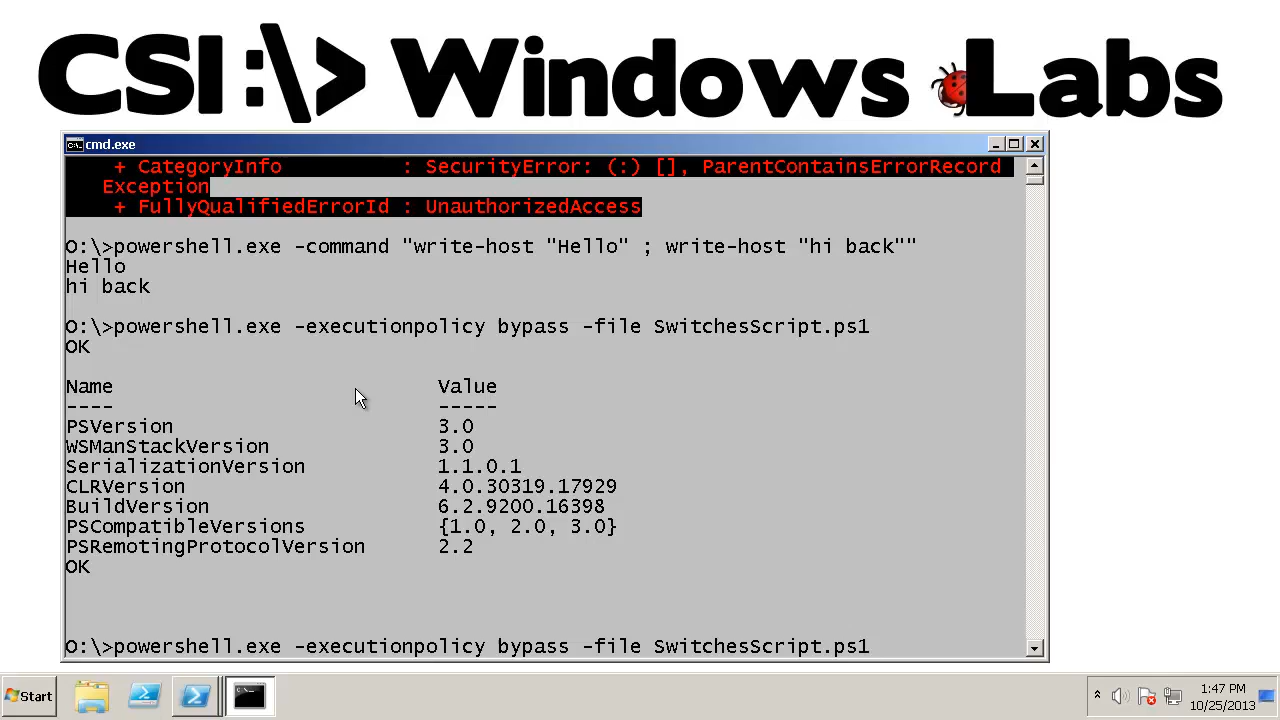 CSI:\> Windows Labs
cmd.exe
+ CategoryInfo          : SecurityError: (:) [], ParentContainsErrorRecord
Exception
+ FullyQualifiedErrorId : UnauthorizedAccess
O:\>powershell.exe -command "write-host "Hello" ; write-host "hi back""
Hello
hi back
O:\>powershell.exe -executionpolicy bypass -file SwitchesScript.ps1
OK
Name                           Value
----                           -----
PSVersion                      3.0
WSManStackVersion              3.0
SerializationVersion           1.1.0.1
CLRVersion                     4.0.30319.17929
BuildVersion                   6.2.9200.16398
PSCompatibleVersions           {1.0, 2.0, 3.0}
PSRemotingProtocolVersion      2.2
OK
O:\>powershell.exe -executionpolicy bypass -file SwitchesScript.ps1
Start
1:47 PM
10/25/2013